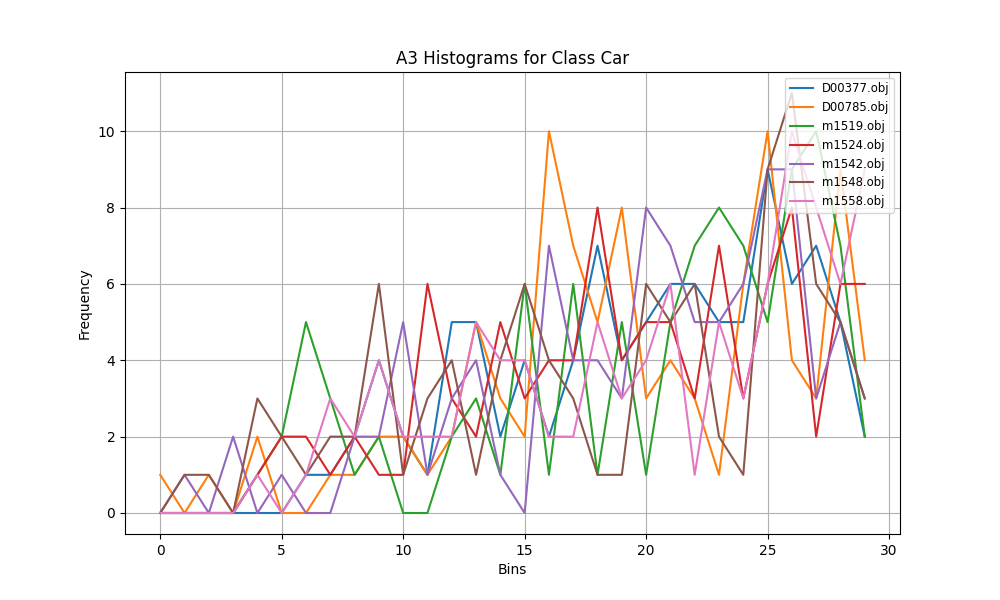 A3 Histograms for Class Car
D00377.obj
D00785.obj
m1519.obj
m1524.obj
m1542.obj
m1548.obj
m1558.obj
10
8
6
4
2
0
Frequency
0 5 10 15 20 25 30
Bins